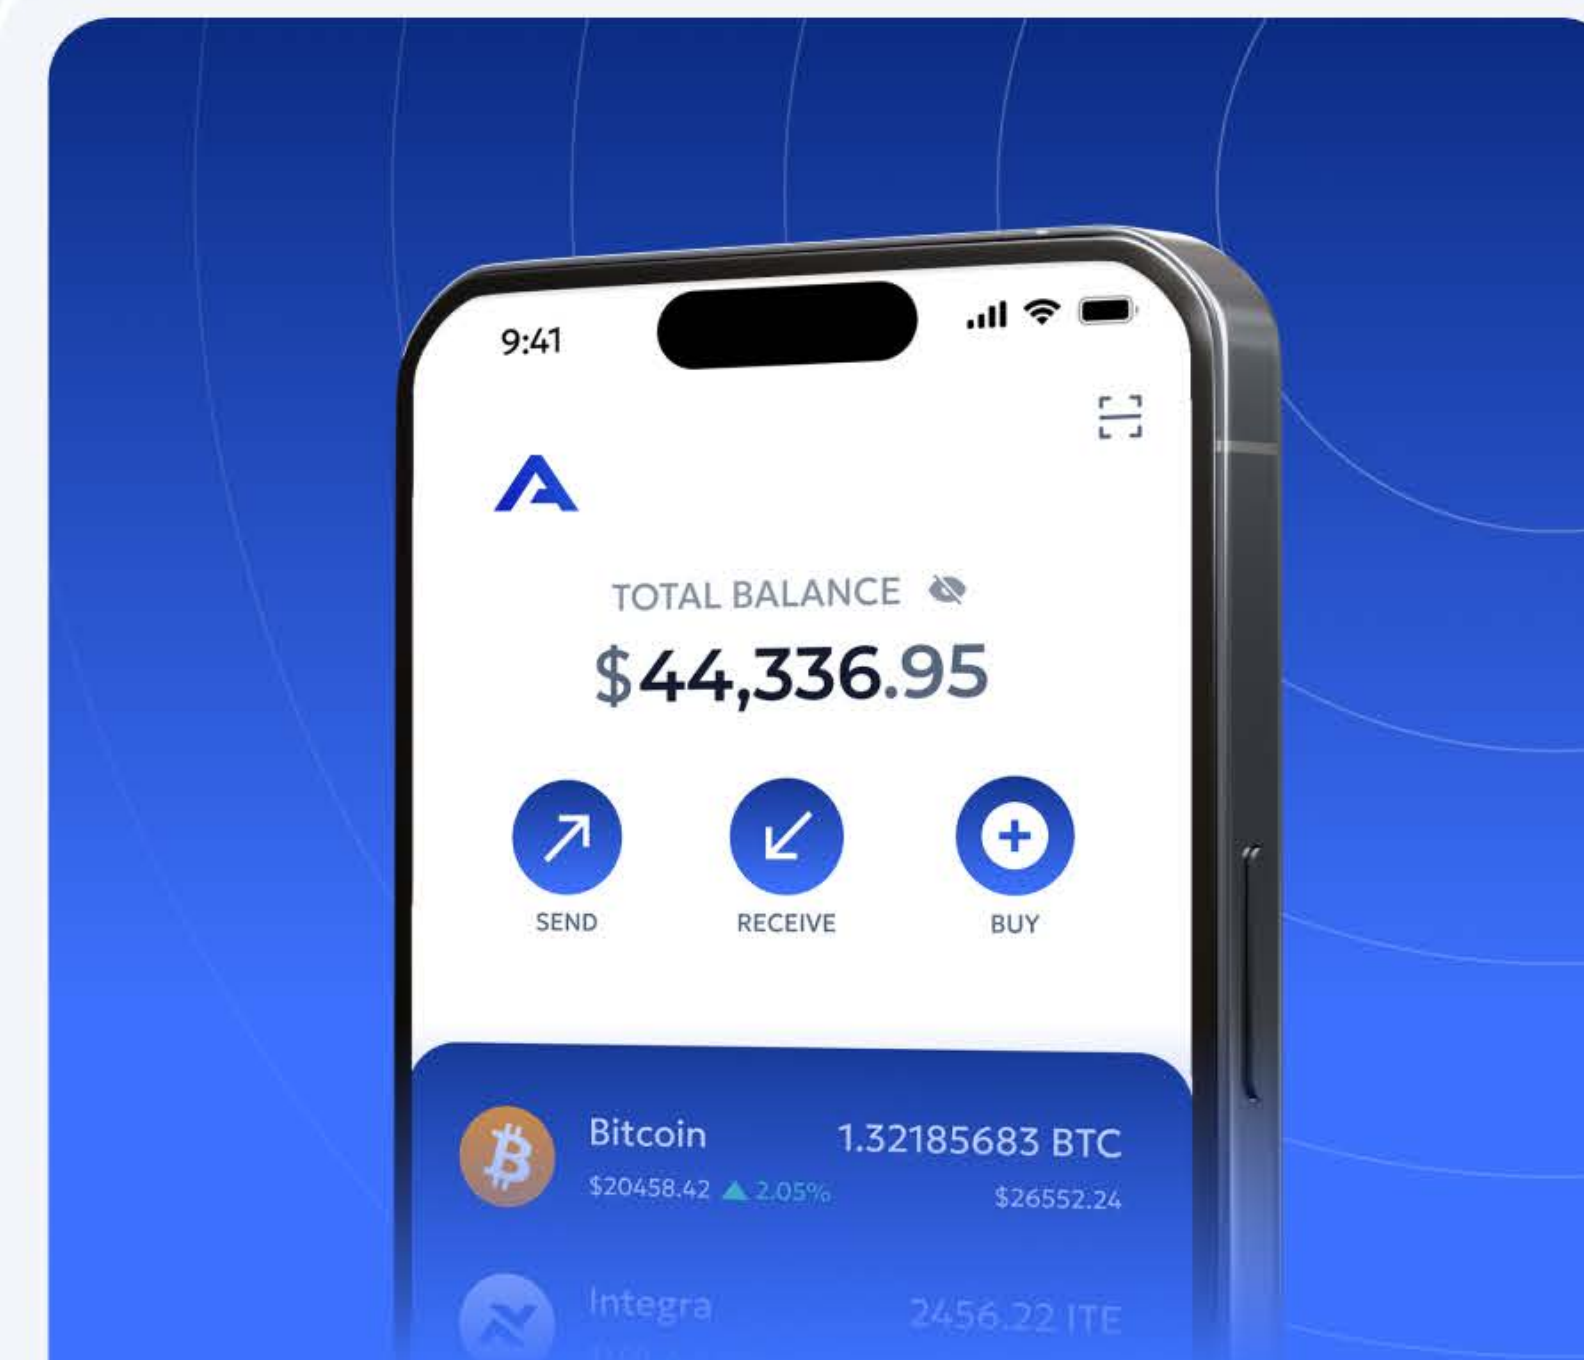 9:41
TOTAL BALANCE
$44,336.95
SEND RECEIVE BUY
Bitcoin 1.32185683 BTC
$20458.42 ▲ 2.05% $26552.24
Integra 2456.22 ITE